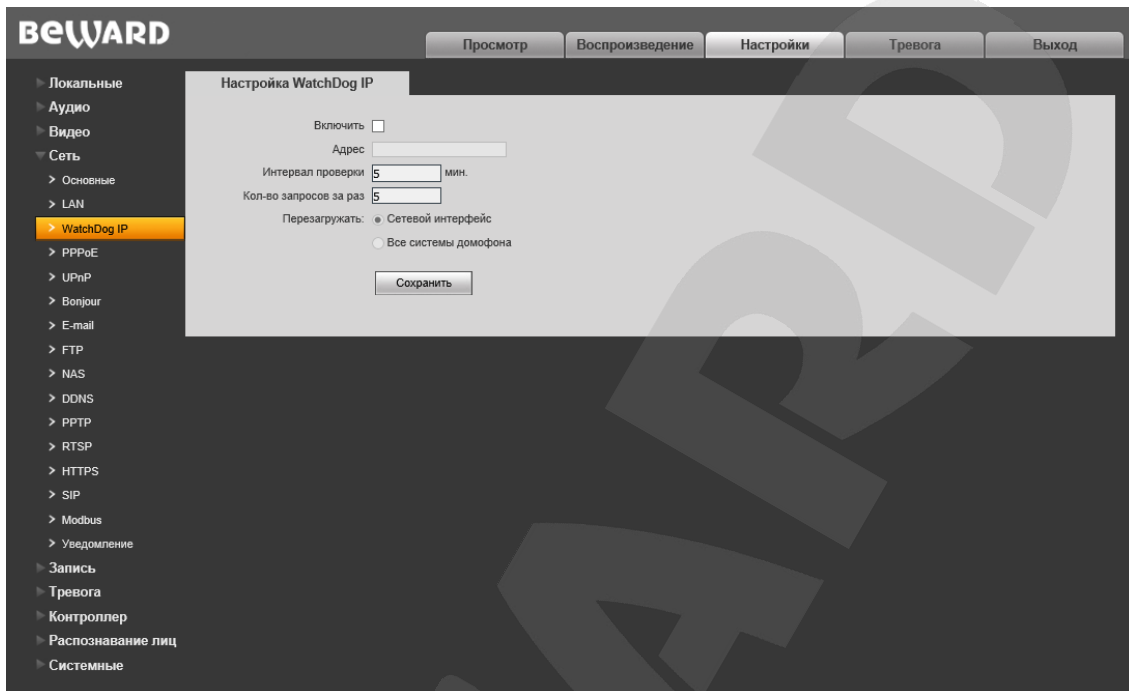 BEWARD
Просмотр Воспроизведение Настройки Тревога Выход
Локальные
Аудио
Видео
Сеть
> Основные
> LAN
> WatchDog IP
> PPPoE
> UPnP
> Bonjour
> E-mail
> FTP
> NAS
> DDNS
> PPTP
> RTSP
> HTTPS
> SIP
> Modbus
> Уведомление
Запись
Тревога
Контроллер
Распознавание лиц
Системные
Настройка WatchDog IP
Включить
Адрес
Интервал проверки 5 мин.
Кол-во запросов за раз 5
Перезагружать: Сетевой интерфейс
Все системы домофона
Сохранить